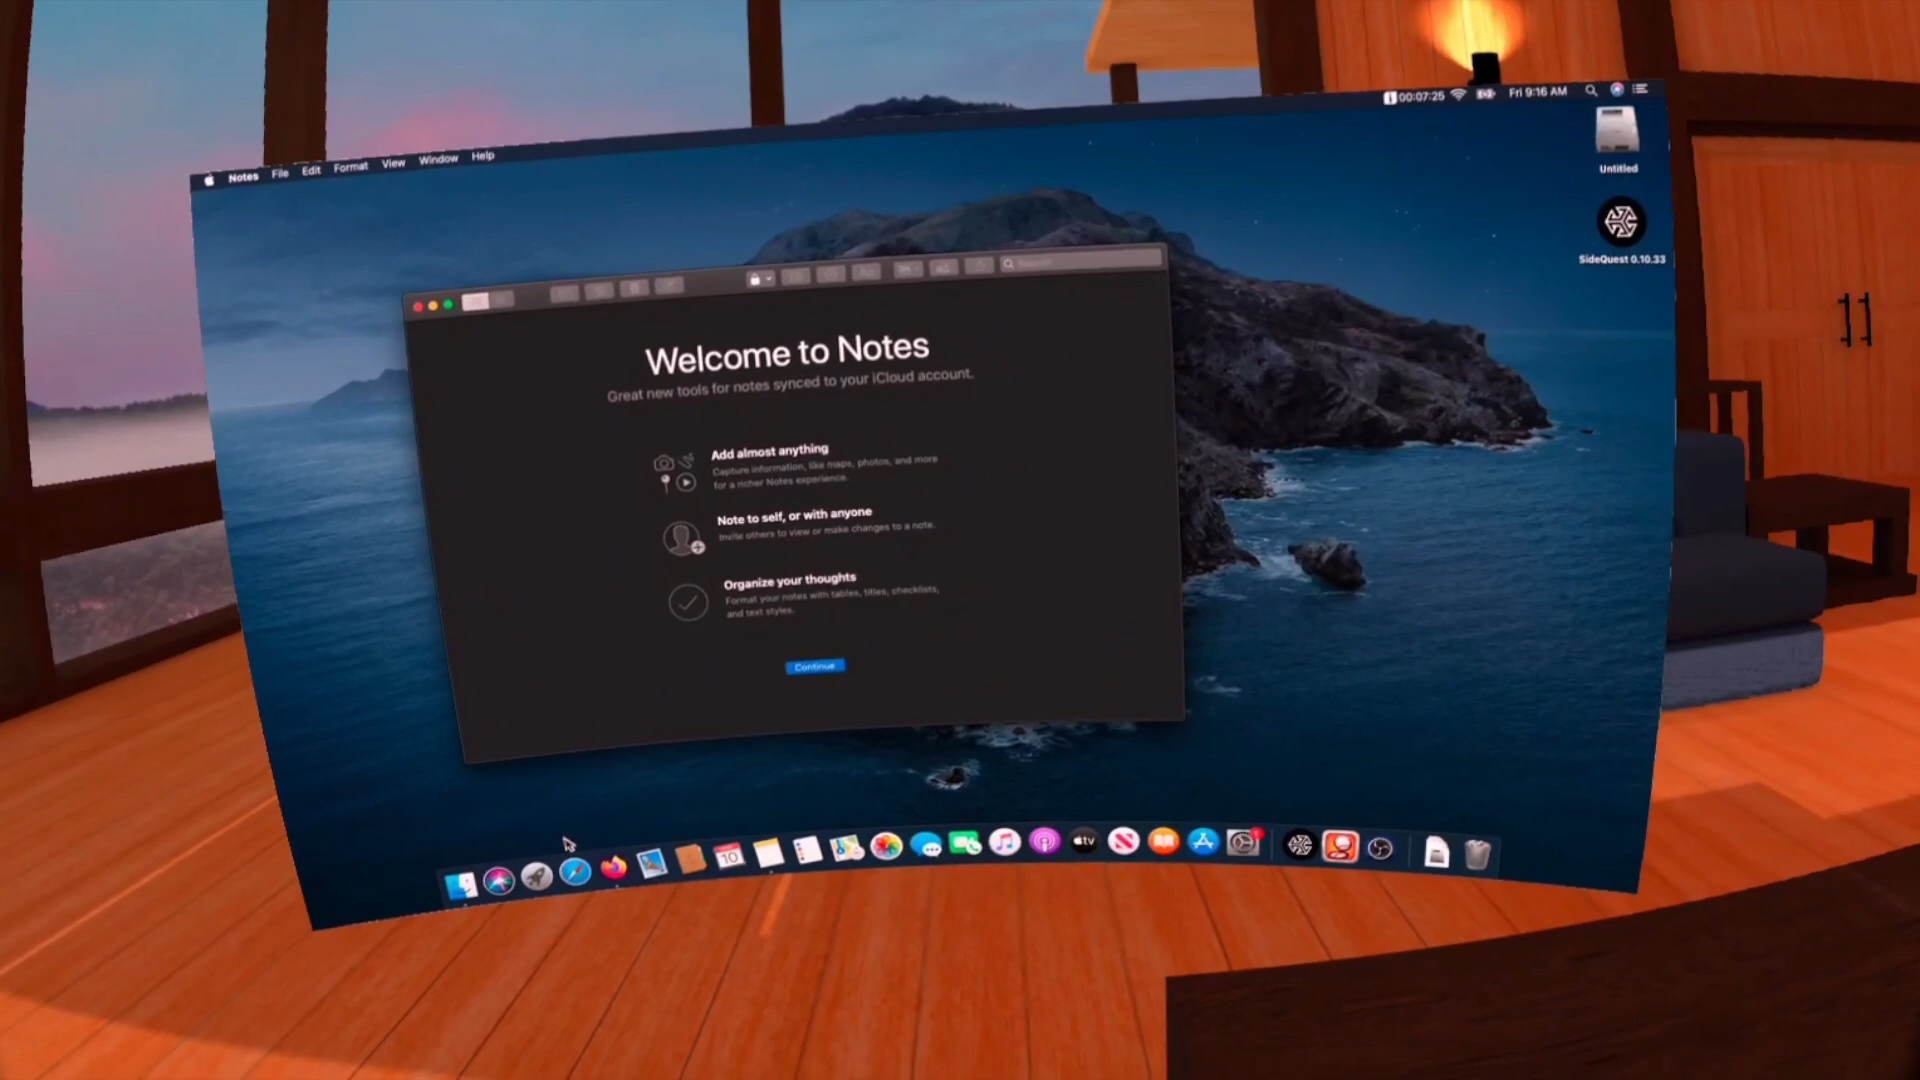 Notes File Edit Format View Window Help
00:07:25 Fri 9:16 AM
Untitled
SideQuest 0.10.33
Welcome to Notes
Great new tools for notes synced to your iCloud account.
Add almost anything
Capture information, like maps, photos, and more
for a richer Notes experience.
Note to self, or with anyone
Invite others to view or make changes to a note.
Organize your thoughts
Format your notes with tables, titles, checklists,
and text styles.
Continue
10
tv